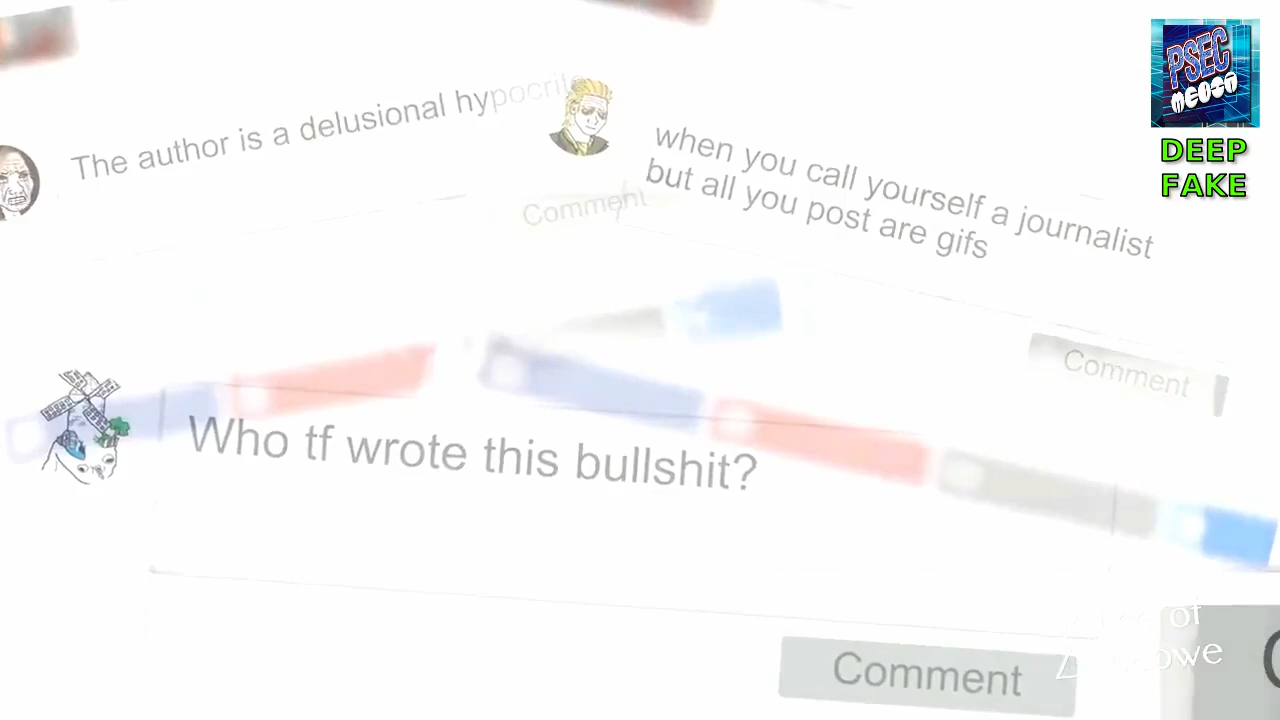 PSEC
DEEP
FAKE
The author is a delusional hypocrite
when you call yourself a journalist
but all you post are gifs
Comment
Comment
Who tf wrote this bullshit?
of
Comment